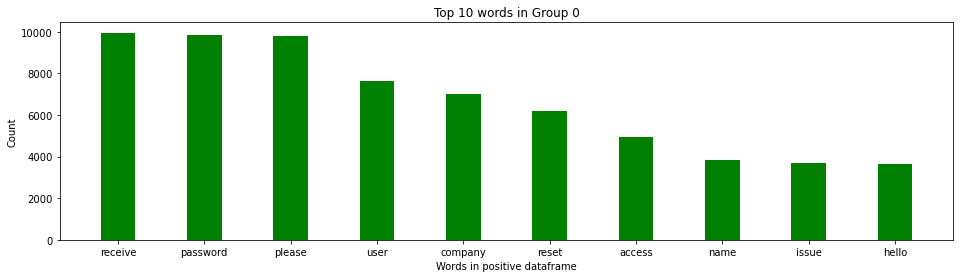 Top 10 words in Group 0
Count
10000
8000
6000
4000
2000
0
receive password please user company reset access name issue hello
Words in positive dataframe